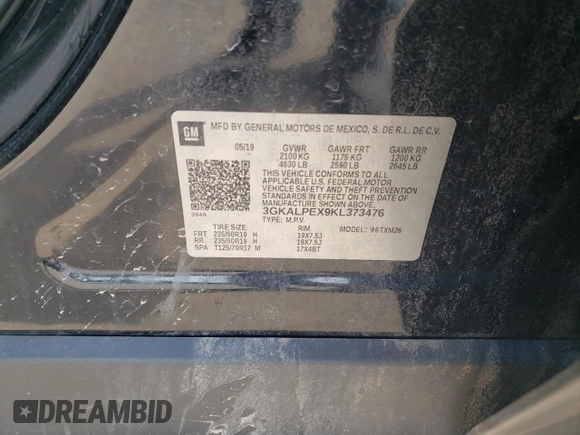 GM
MFD BY GENERAL MOTORS DE MEXICO, S. DE R.L. DE C.V.
05/19 GVWR GAWR FRT GAWR RR
2100 KG 1175 KG 1200 KG
4630 LB 2590 LB 2645 LB
THIS VEHICLE CONFORMS TO ALL APPLICABLE
U.S. FEDERAL MOTOR
VEHICLE SAFETY AND THEFT PREVENTION
STANDARDS IN EFFECT ON THE DATE OF
MANUFACTURE SHOWN ABOVE.
3GKALPEX9KL373476
384A TYPE: M.P.V.
TIRE SIZE RIM MODEL: 96TXM26
FRT 235/50R19 H 19X7.5J
RR 235/50R19 H 19X7.5J
SPA T125/70R17 M 17X4BT
DREAMBID